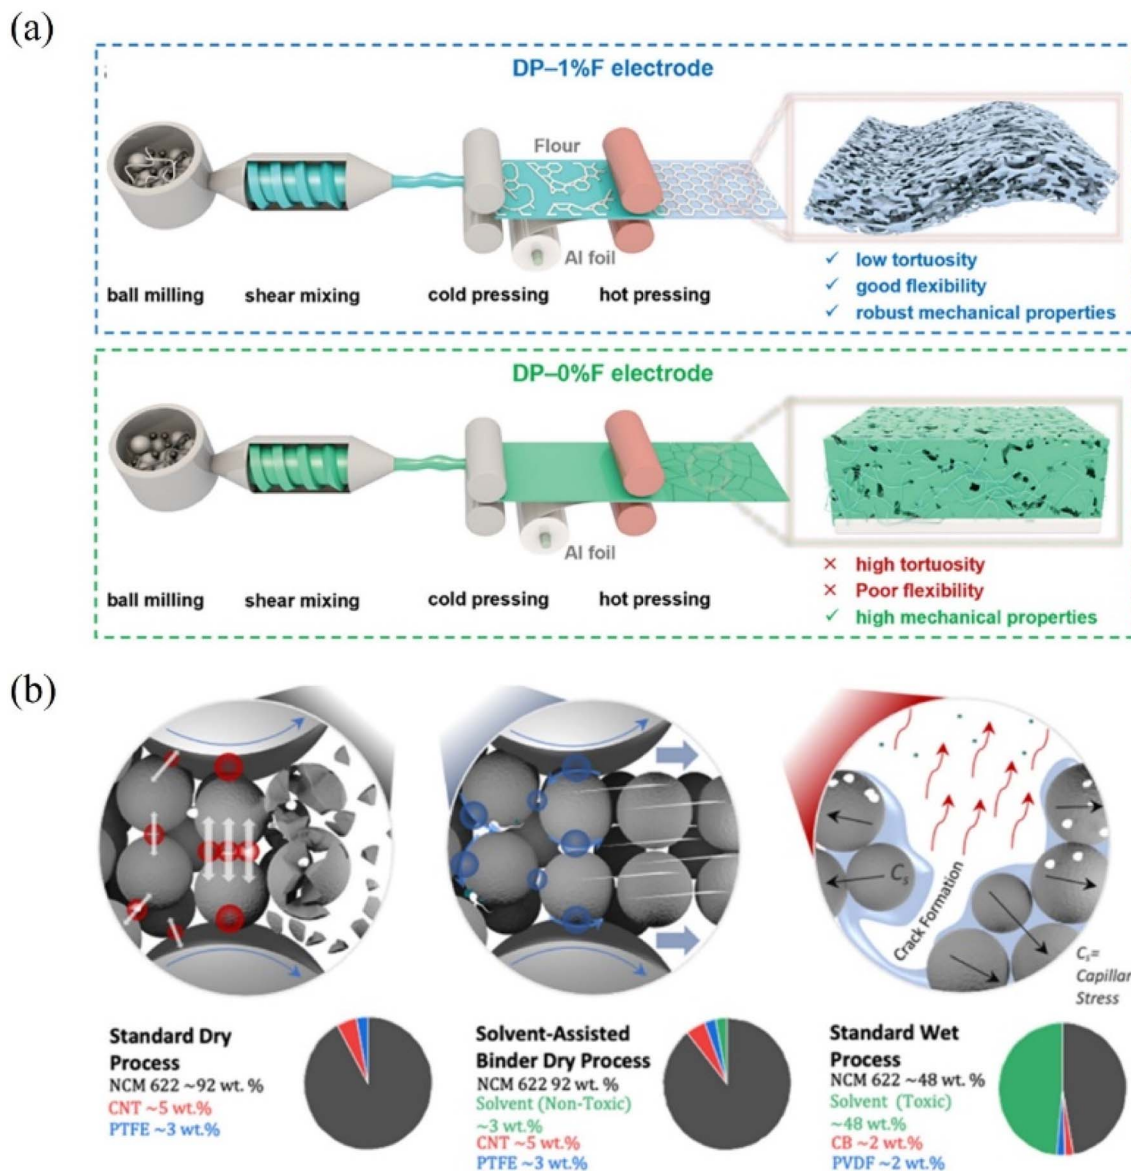 (a)
DP–1%F electrode
Flour
Al foil
ball milling
shear mixing
cold pressing
hot pressing
✓ low tortuosity
✓ good flexibility
✓ robust mechanical properties
DP–0%F electrode
Al foil
ball milling
shear mixing
cold pressing
hot pressing
✕ high tortuosity
✕ Poor flexibility
✓ high mechanical properties
(b)
Cs
Crack Formation
Cs=
Capillar
Stress
Standard Dry
Process
NCM 622 ~92 wt. %
CNT ~5 wt.%
PTFE ~3 wt.%
Solvent-Assisted
Binder Dry Process
NCM 622 92 wt. %
Solvent (Non-Toxic)
~3 wt.%
CNT ~5 wt.%
PTFE ~3 wt.%
Standard Wet
Process
NCM 622 ~48 wt.%
Solvent (Toxic)
~48 wt.%
CB ~2 wt.%
PVDF ~2 wt.%